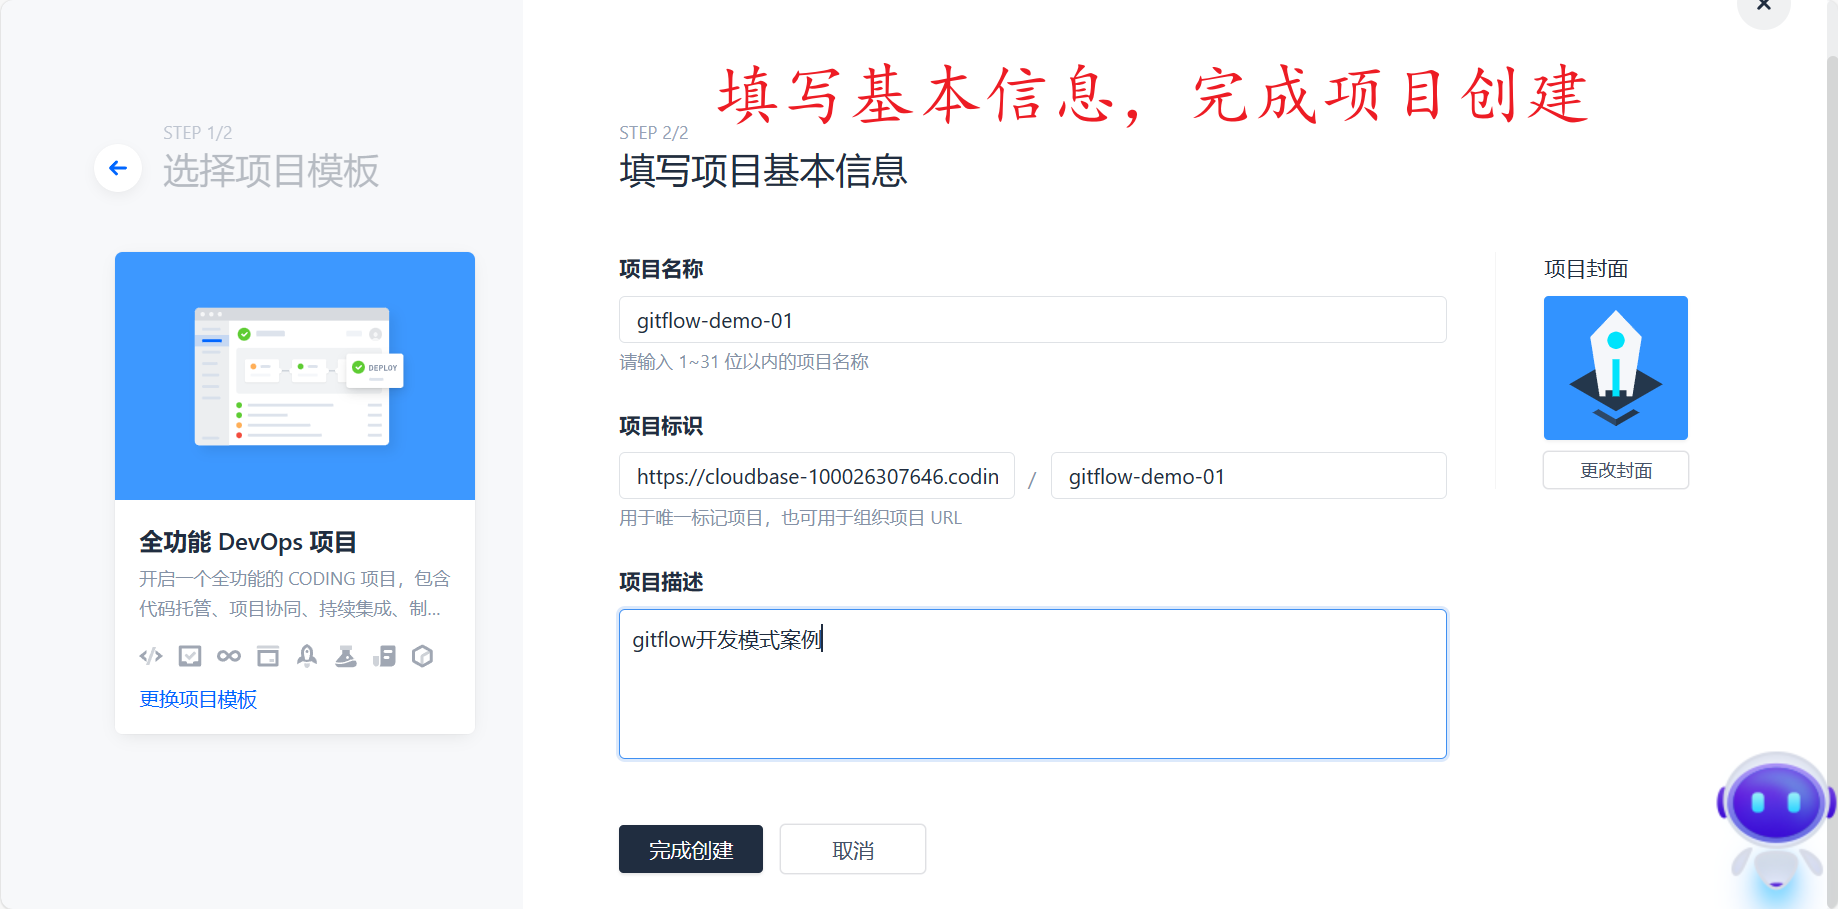 填写基本信息，完成项目创建
STEP 1/2
选择项目模板
DEPLOY
全功能 DevOps 项目
开启一个全功能的 CODING 项目，包含
代码托管、项目协同、持续集成、制...
更换项目模板
STEP 2/2
填写项目基本信息
项目名称
gitflow-demo-01
请输入 1~31 位以内的项目名称
项目标识
https://cloudbase-100026307646.codin / gitflow-demo-01
用于唯一标记项目，也可用于组织项目 URL
项目描述
gitflow开发模式案例
完成创建
取消
项目封面
更改封面